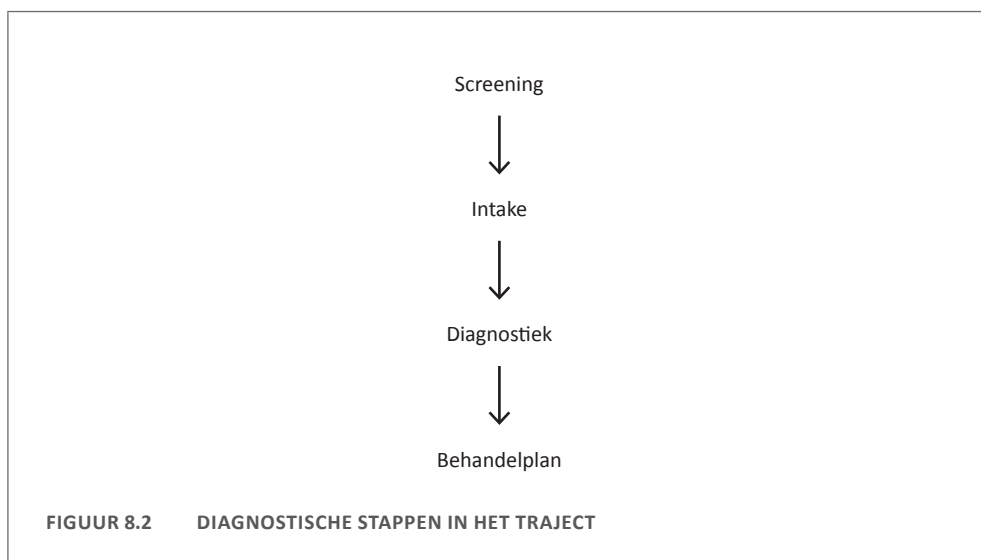 Screening
Intake
Diagnostiek
Behandelplan
FIGUUR 8.2 DIAGNOSTISCHE STAPPEN IN HET TRAJECT